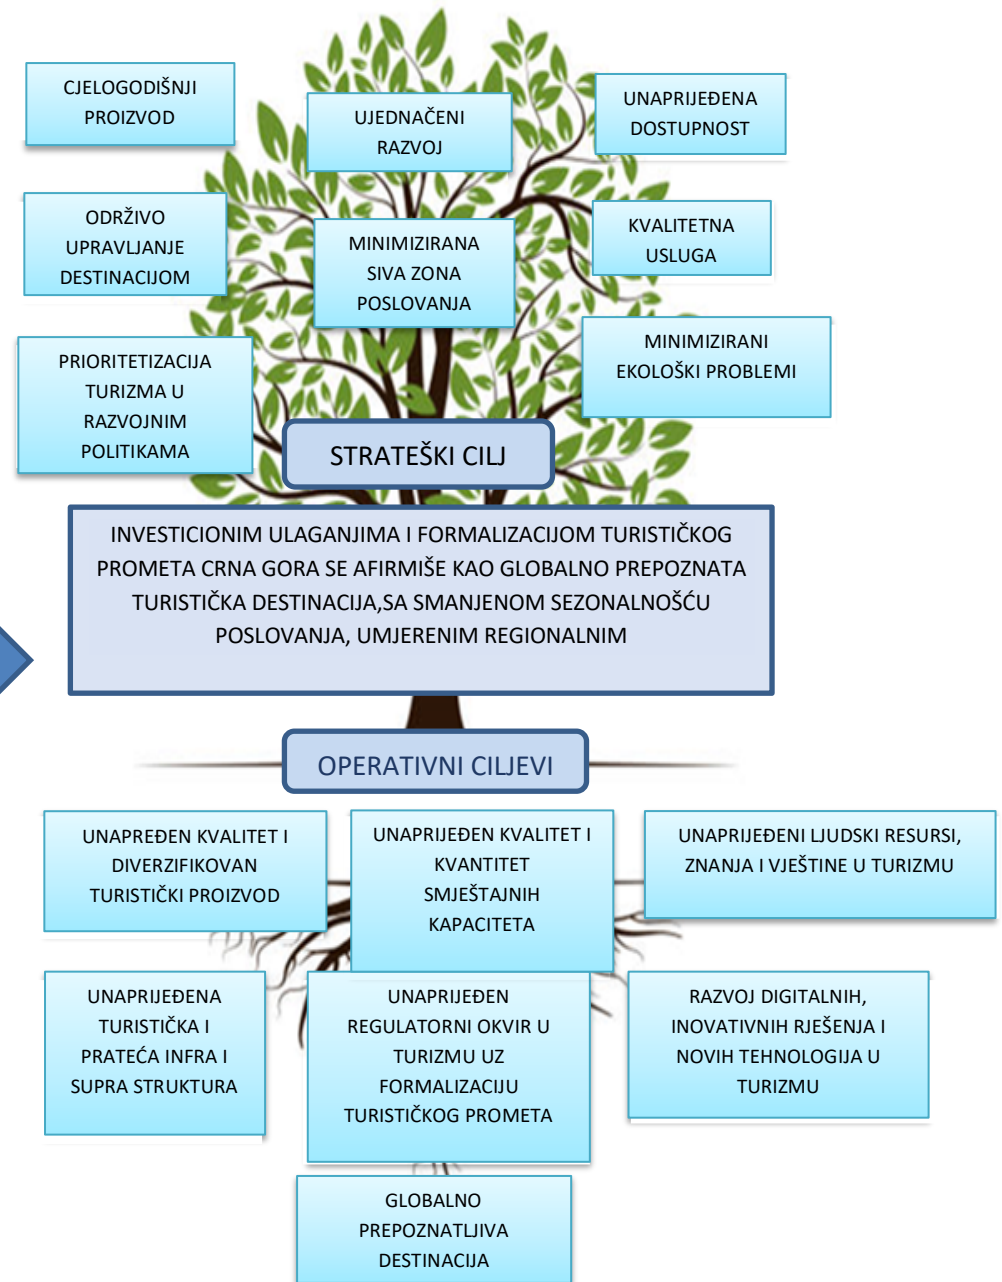 CJELOGODIŠNJI
PROIZVOD
UJEDNAČENI
RAZVOJ
UNAPRIJEĐENA
DOSTUPNOST
ODRŽIVO
UPRAVLJANJE
DESTINACIJOM
MINIMIZIRANA
SIVA ZONA
POSLOVANJA
KVALITETNA
USLUGA
PRIORITETIZACIJA
TURIZMA U
RAZVOJNIM
POLITIKAMA
MINIMIZIRANI
EKOLOŠKI PROBLEMI
STRATEŠKI CILJ
INVESTICIONIM ULAGANJIMA I FORMALIZACIJOM TURISTIČKOG
PROMETA CRNA GORA SE AFIRMIŠE KAO GLOBALNO PREPOZNATA
TURISTIČKA DESTINACIJA,SA SMANJENOM SEZONALNOŠĆU
POSLOVANJA, UMJERENIM REGIONALNIM
OPERATIVNI CILJEVI
UNAPREĐEN KVALITET I
DIVERZIFIKOVAN
TURISTIČKI PROIZVOD
UNAPRIJEĐEN KVALITET I
KVANTITET
SMJEŠTAJNIH
KAPACITETA
UNAPRIJEĐENI LJUDSKI RESURSI,
ZNANJA I VJEŠTINE U TURIZMU
UNAPRIJEĐENA
TURISTIČKA I
PRATEĆA INFRA I
SUPRA STRUKTURA
UNAPRIJEĐEN
REGULATORNI OKVIR U
TURIZMU UZ
FORMALIZACIJU
TURISTIČKOG PROMETA
RAZVOJ DIGITALNIH,
INOVATIVNIH RJEŠENJA I
NOVIH TEHNOLOGIJA U
TURIZMU
GLOBALNO
PREPOZNATLJIVA
DESTINACIJA